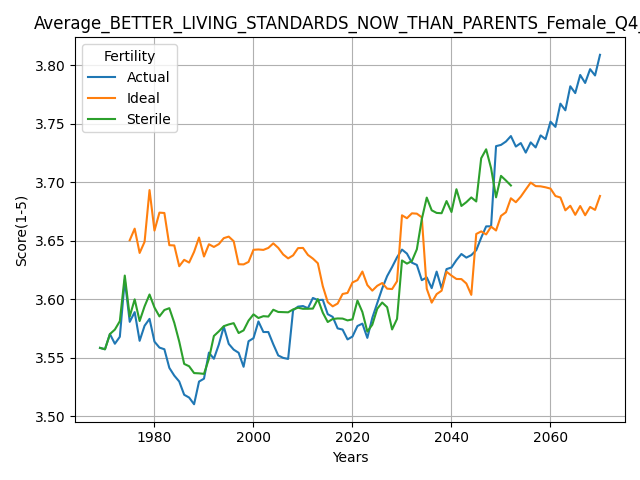 Average_BETTER_LIVING_STANDARDS_NOW_THAN_PARENTS_Female_Q4_
Fertility
Actual
Ideal
Sterile
Score(1-5)
3.80
3.75
3.70
3.65
3.60
3.55
3.50
1980 2000 2020 2040 2060
Years